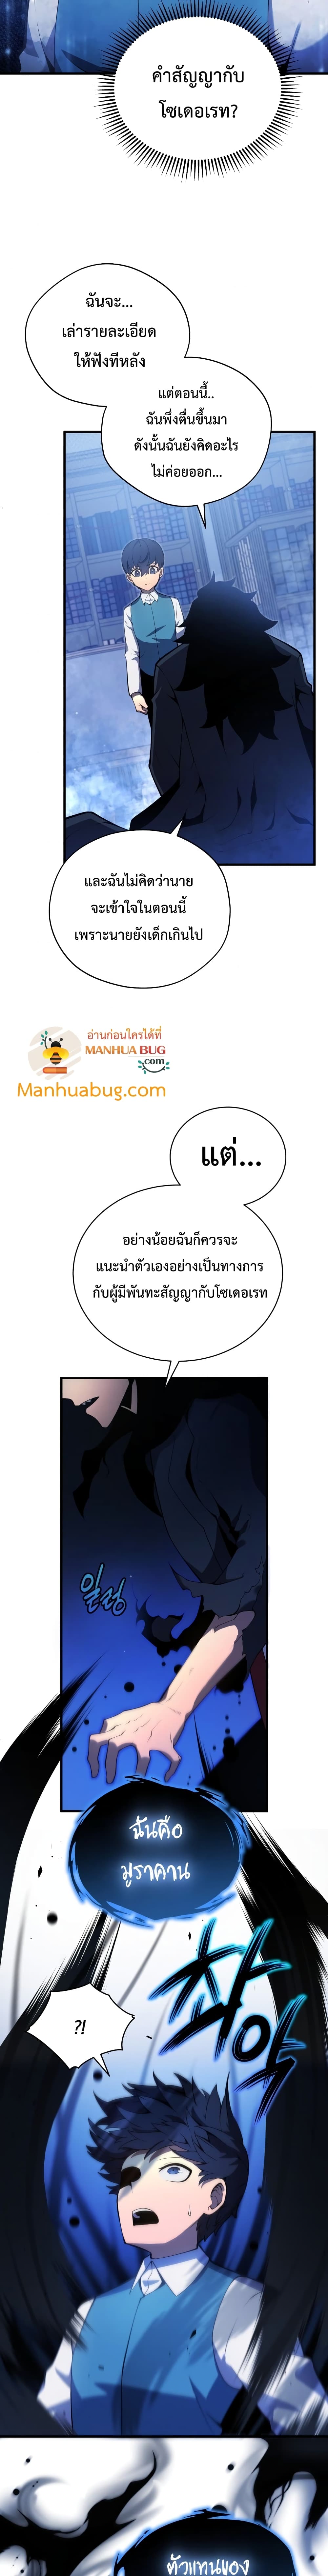 คำสัญญากับ
โซเดอเรท?
ฉันจะ...
เล่ารายละเอียด
ให้ฟังทีหลัง
แต่ตอนนี้..
ฉันพึ่งตื่นขึ้นมา
ดังนั้นฉันยังคิดอะไร
ไม่ค่อยออก...
และฉันไม่คิดว่านาย
จะเข้าใจในตอนนี้
เพราะนายยังเด็กเกินไป
อ่านก่อนใครได้ที่
MANHUA BUG
.com
Manhuabug.com
แต่...
อย่างน้อยฉันก็ควรจะ
แนะนำตัวเองอย่างเป็นทางการ
กับผู้มีพันทะสัญญากับโซเดอเรท
일렁
ฉันคือ
มูราคาน
?!
촤아
ตัวแทนของ